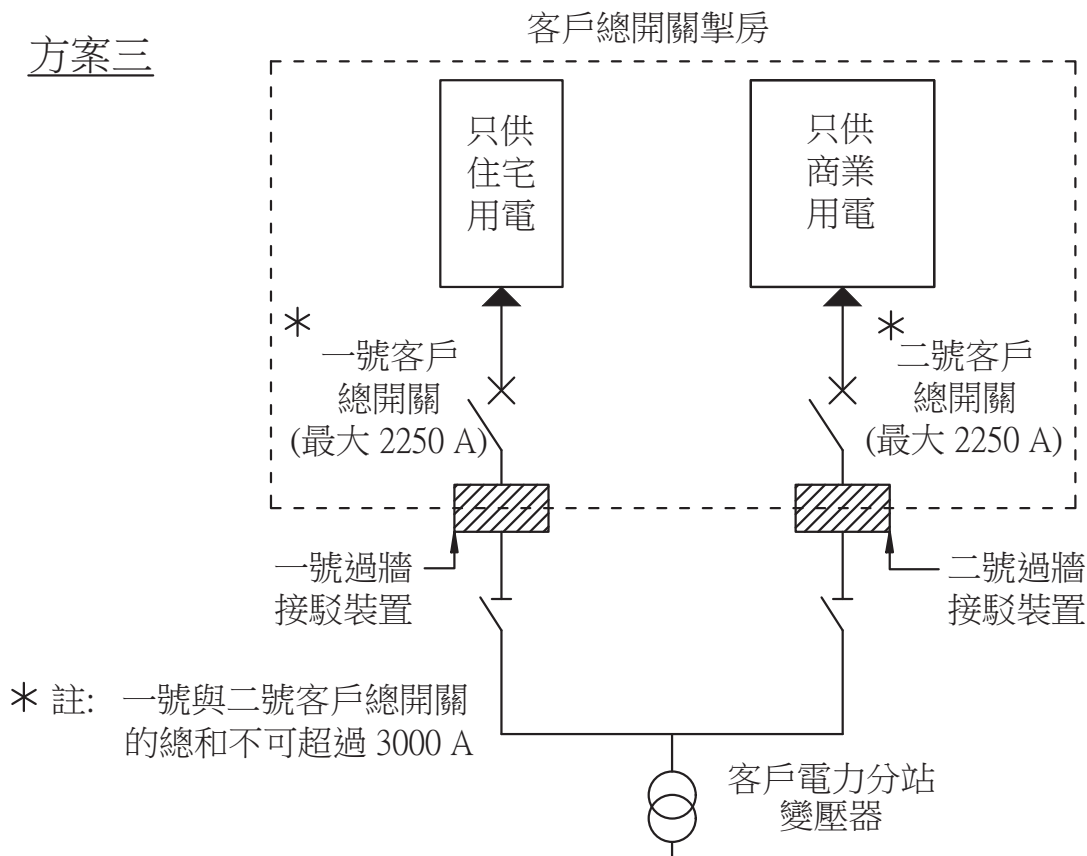 方案三
客戶總開關掣房
只供
住宅
用電
只供
商業
用電
* 一號客戶
總開關
(最大 2250 A)
* 二號客戶
總開關
(最大 2250 A)
一號過牆
接駁裝置
二號過牆
接駁裝置
* 註: 一號與二號客戶總開關
的總和不可超過 3000 A
客戶電力分站
變壓器